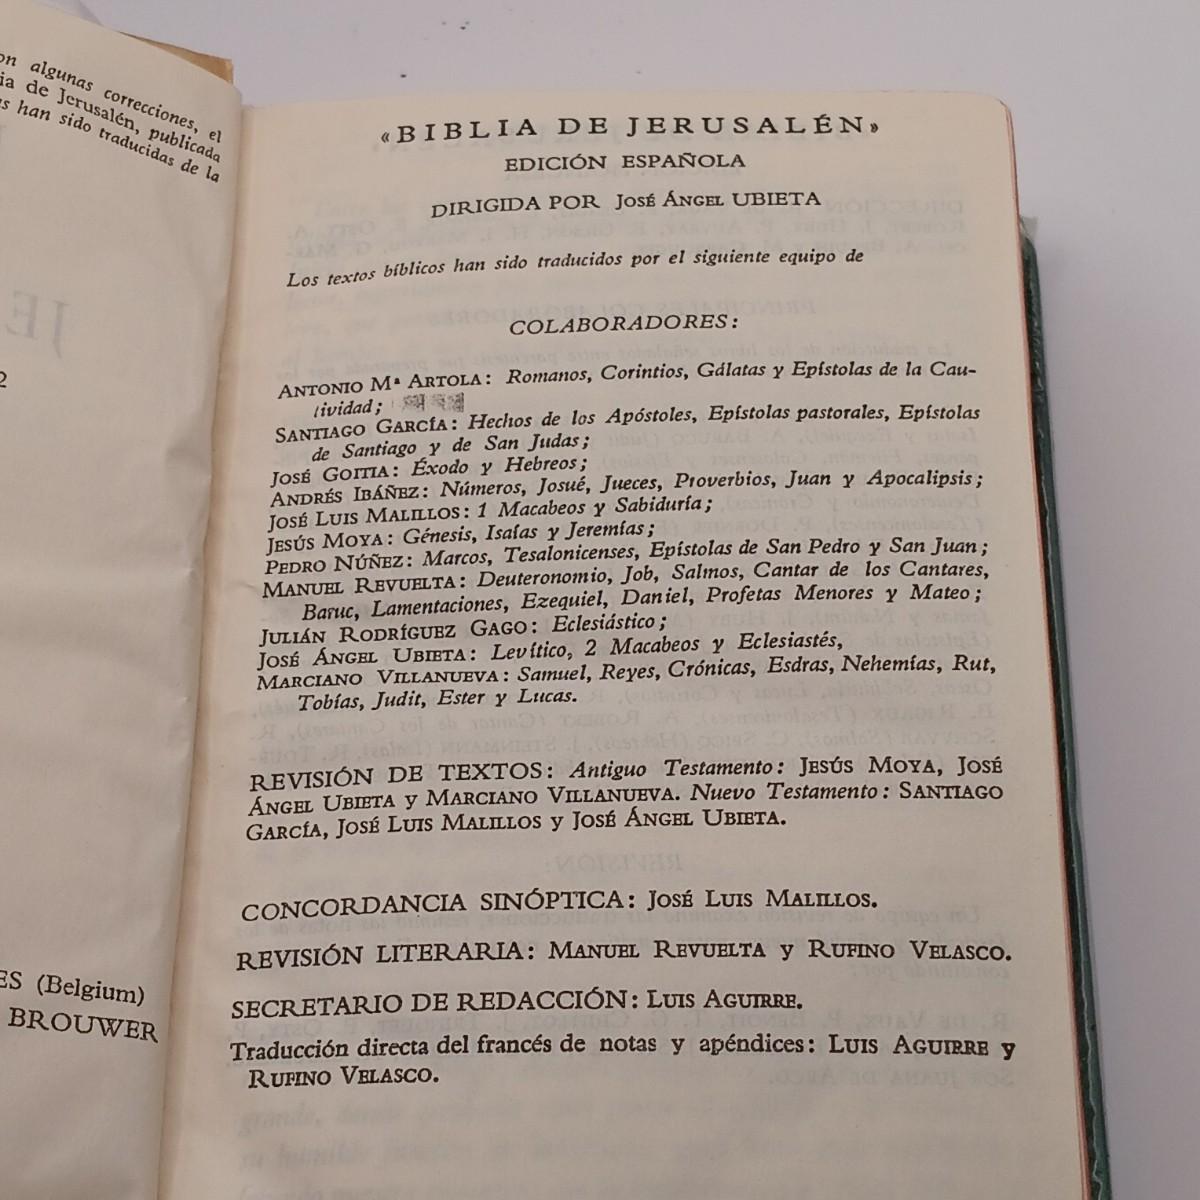 on algunas correcciones, el
ia de Jerusalén, publicada
s han sido traducidas de la
JE
2
ES (Belgium)
BROUWER
«BIBLIA DE JERUSALÉN»
EDICIÓN ESPAÑOLA
DIRIGIDA POR JOSÉ ÁNGEL UBIETA
Los textos bíblicos han sido traducidos por el siguiente equipo de
COLABORADORES:
ANTONIO Mª ARTOLA: Romanos, Corintios, Gálatas y Epístolas de la Cau-
tividad;
SANTIAGO GARCÍA: Hechos de los Apóstoles, Epístolas pastorales, Epístolas
de Santiago y de San Judas;
JOSÉ GOITIA: Éxodo y Hebreos;
ANDRÉS IBÁÑEZ: Números, Josué, Jueces, Proverbios, Juan y Apocalipsis;
JOSÉ LUIS MALILLOS: 1 Macabeos y Sabiduría;
JESÚS MOYA: Génesis, Isaías y Jeremías;
PEDRO NÚÑEZ: Marcos, Tesalonicenses, Epístolas de San Pedro y San Juan;
MANUEL REVUELTA: Deuteronomio, Job, Salmos, Cantar de los Cantares,
Baruc, Lamentaciones, Ezequiel, Daniel, Profetas Menores y Mateo;
JULIÁN RODRÍGUEZ GAGO: Eclesiástico;
JOSÉ ÁNGEL UBIETA: Levítico, 2 Macabeos y Eclesiastés,
MARCIANO VILLANUEVA: Samuel, Reyes, Crónicas, Esdras, Nehemías, Rut,
Tobías, Judit, Ester y Lucas.
REVISIÓN DE TEXTOS: Antiguo Testamento: JESÚS MOYA, JOSÉ
ÁNGEL UBIETA Y MARCIANO VILLANUEVA. Nuevo Testamento: SANTIAGO
GARCÍA, JOSÉ LUIS MALILLOS y JOSÉ ÁNGEL UBIETA.
CONCORDANCIA SINÓPTICA: JOSÉ LUIS MALILLOS.
REVISIÓN LITERARIA: MANUEL REVUELTA Y RUFINO VELASCO.
SECRETARIO DE REDACCIÓN: LUIS AGUIRRE.
Traducción directa del francés de notas y apéndices: LUIS AGUIRRE y
RUFINO VELASCO.